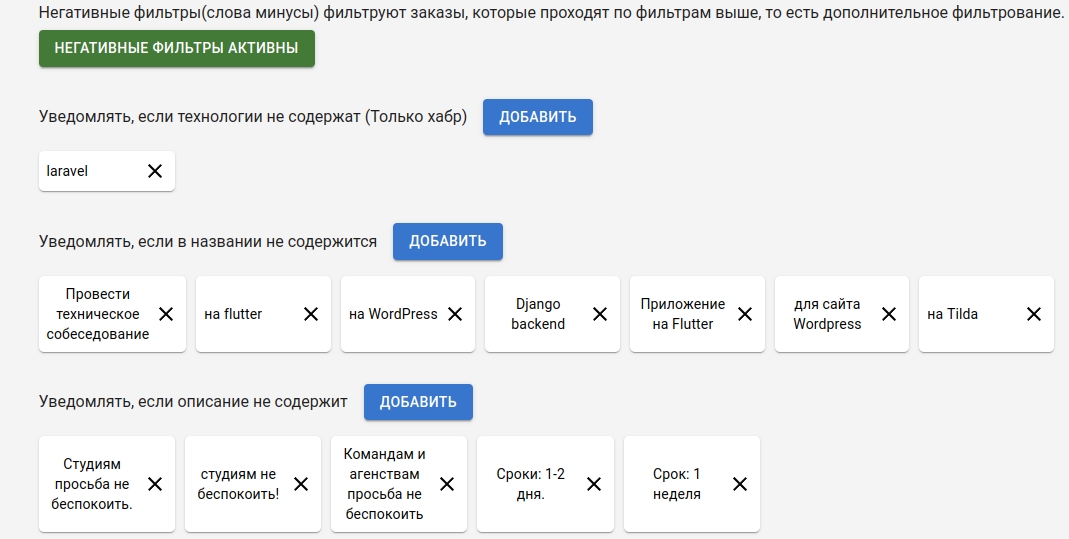 Негативные фильтры(слова минусы) фильтруют заказы, которые проходят по фильтрам выше, то есть дополнительное фильтрование.
НЕГАТИВНЫЕ ФИЛЬТРЫ АКТИВНЫ
Уведомлять, если технологии не содержат (Только хабр)
ДОБАВИТЬ
laravel
Уведомлять, если в названии не содержится
ДОБАВИТЬ
Провести
техническое
собеседование
на flutter
на WordPress
Django
backend
Приложение
на Flutter
для сайта
Wordpress
на Tilda
Уведомлять, если описание не содержит
ДОБАВИТЬ
Студиям
просьба не
беспокоить.
студиям не
беспокоить!
Командам и
агенствам
просьба не
беспокоить
Сроки: 1-2
дня.
Срок: 1
неделя